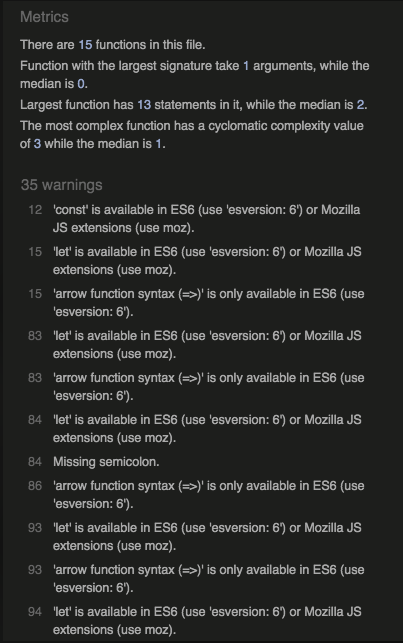 Metrics
There are 15 functions in this file.
Function with the largest signature take 1 arguments, while the
median is 0.
Largest function has 13 statements in it, while the median is 2.
The most complex function has a cyclomatic complexity value
of 3 while the median is 1.
35 warnings
12 'const' is available in ES6 (use 'esversion: 6') or Mozilla
JS extensions (use moz).
15 'let' is available in ES6 (use 'esversion: 6') or Mozilla JS
extensions (use moz).
15 'arrow function syntax (=>)' is only available in ES6 (use
'esversion: 6').
83 'let' is available in ES6 (use 'esversion: 6') or Mozilla JS
extensions (use moz).
83 'arrow function syntax (=>)' is only available in ES6 (use
'esversion: 6').
84 'let' is available in ES6 (use 'esversion: 6') or Mozilla JS
extensions (use moz).
84 Missing semicolon.
86 'arrow function syntax (=>)' is only available in ES6 (use
'esversion: 6').
93 'let' is available in ES6 (use 'esversion: 6') or Mozilla JS
extensions (use moz).
93 'arrow function syntax (=>)' is only available in ES6 (use
'esversion: 6').
94 'let' is available in ES6 (use 'esversion: 6') or Mozilla JS
extensions (use moz).